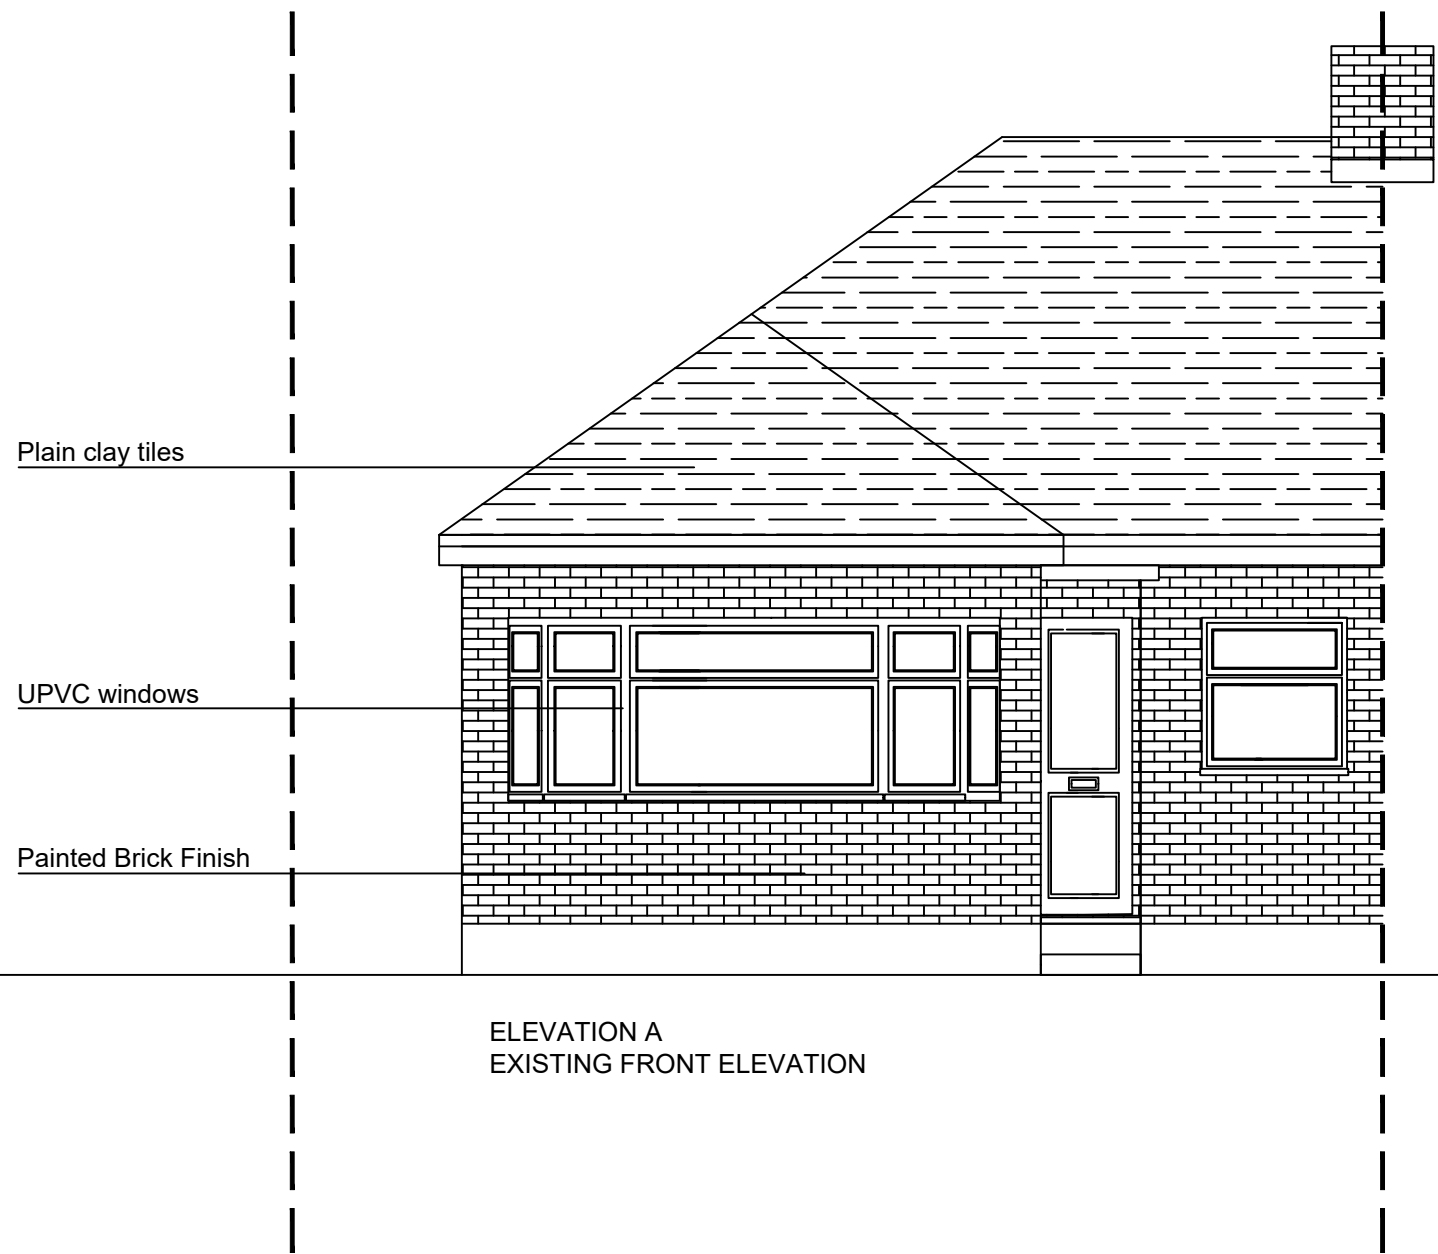 Plain clay tiles
UPVC windows
Painted Brick Finish
ELEVATION A
EXISTING FRONT ELEVATION